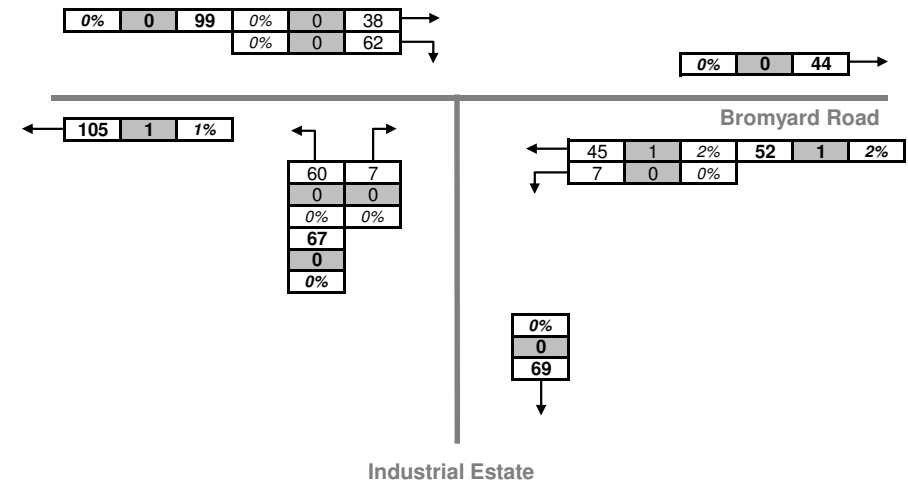 0% 0 99 0% 0 38
0% 0 62
0% 0 44
Bromyard Road
105 1 1%
45 1 2% 52 1 2%
7 0 0%
60 7
0 0
0% 0%
67
0
0%
0%
0
69
Industrial Estate